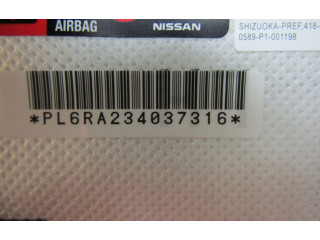 AIRBAG NISSAN
SHIZUOKA-PREF,418-
0589-P1-001198
*PL6RA234037316*